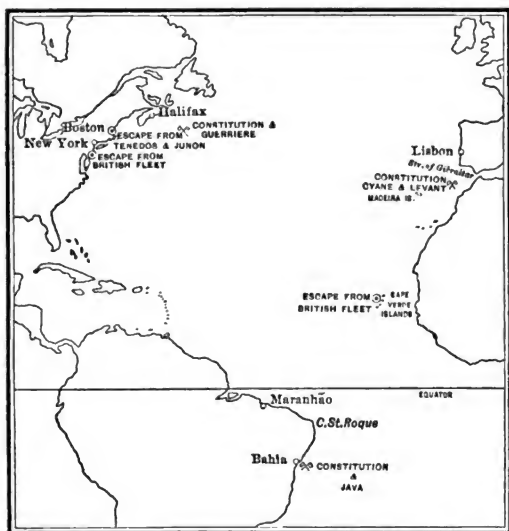 Halifax
Boston
CONSTITUTION &
GUERRIERE
ESCAPE FROM
TENEDOS & JUNON
New York
ESCAPE FROM
BRITISH FLEET
Lisbon
Str. of Gibraltar
CONSTITUTION
CYANE & LEVANT
MADEIRA IS.
ESCAPE FROM
BRITISH FLEET
CAPE
VERDE
ISLANDS
EQUATOR
Maranhão
C.St.Roque
Bahia
CONSTITUTION
&
JAVA